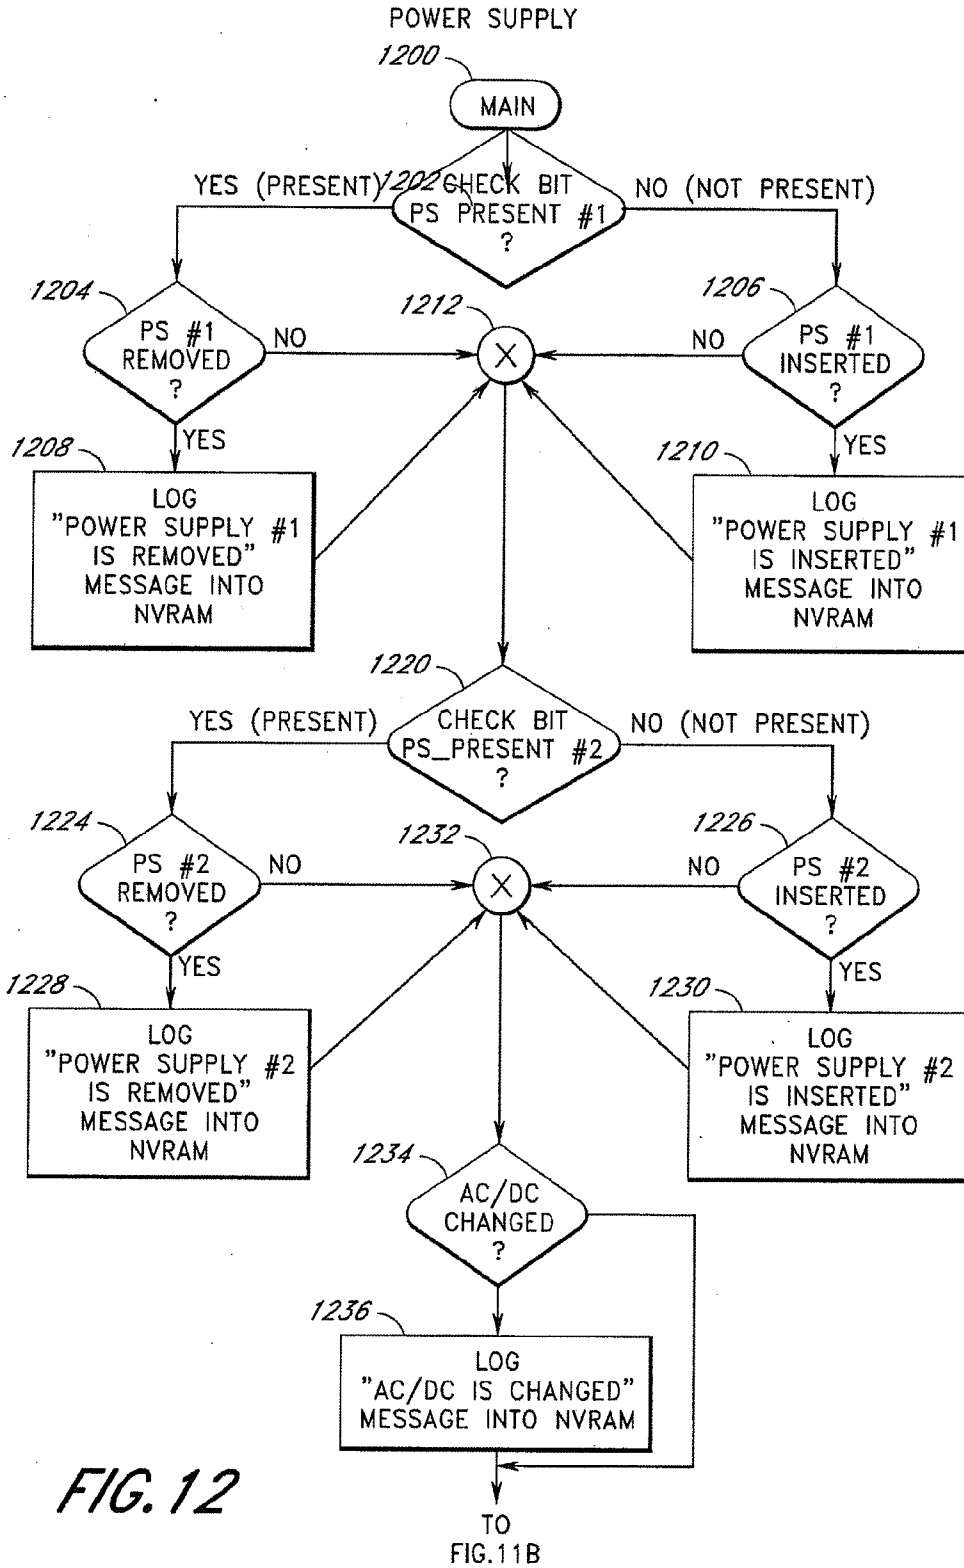 POWER SUPPLY
1200
MAIN
YES (PRESENT)
1202
CHECK BIT
PS PRESENT #1
?
NO (NOT PRESENT)
1204
PS #1
REMOVED
?
NO
1212
X
NO
1206
PS #1
INSERTED
?
YES
1208
LOG
"POWER SUPPLY #1
IS REMOVED"
MESSAGE INTO
NVRAM
YES
1210
LOG
"POWER SUPPLY #1
IS INSERTED"
MESSAGE INTO
NVRAM
1220
YES (PRESENT)
CHECK BIT
PS_PRESENT #2
?
NO (NOT PRESENT)
1224
PS #2
REMOVED
?
NO
1232
X
NO
1226
PS #2
INSERTED
?
YES
1228
LOG
"POWER SUPPLY #2
IS REMOVED"
MESSAGE INTO
NVRAM
YES
1230
LOG
"POWER SUPPLY #2
IS INSERTED"
MESSAGE INTO
NVRAM
1234
AC/DC
CHANGED
?
1236
LOG
"AC/DC IS CHANGED"
MESSAGE INTO NVRAM
FIG.12
TO
FIG.11B